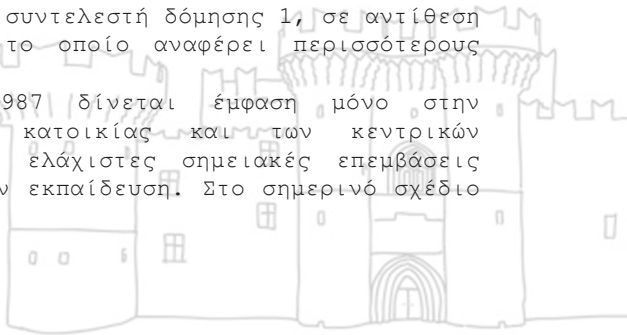 συντελεστή δόμησης 1, σε αντίθεση
το οποίο αναφέρει περισσότερους
987 δίνεται έμφαση μόνο στην
κατοικίας και των κεντρικών
ελάχιστες σημειακές επεμβάσεις
ν εκπαίδευση. Στο σημερινό σχέδιο